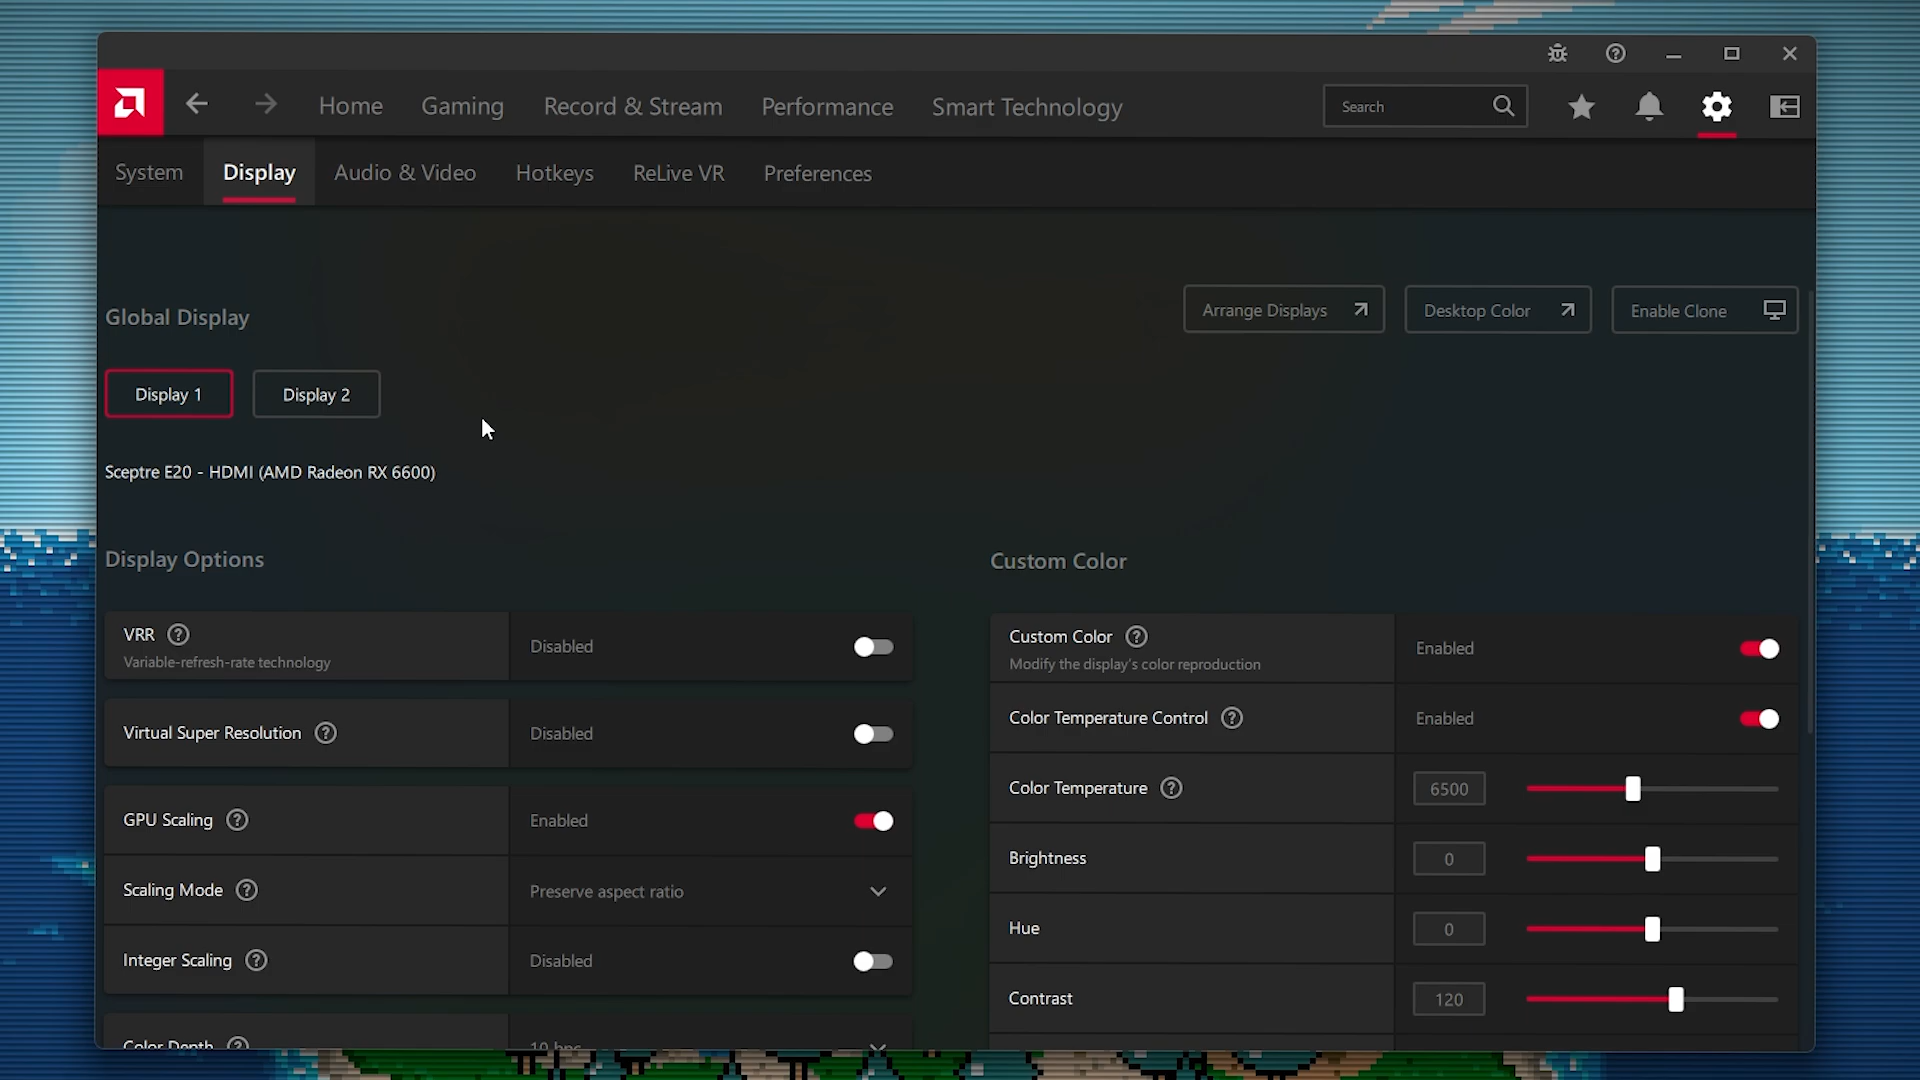 Home Gaming Record & Stream Performance Smart Technology Search
System Display Audio & Video Hotkeys ReLive VR Preferences
Global Display
Arrange Displays Desktop Color Enable Clone
Display 1 Display 2
Sceptre E20 - HDMI (AMD Radeon RX 6600)
Display Options
VRR
Variable-refresh-rate technology
Disabled
Virtual Super Resolution Disabled
GPU Scaling Enabled
Scaling Mode Preserve aspect ratio
Integer Scaling Disabled
Color Depth 10 bpc
Custom Color
Custom Color
Modify the display's color reproduction
Enabled
Color Temperature Control Enabled
Color Temperature 6500
Brightness 0
Hue 0
Contrast 120